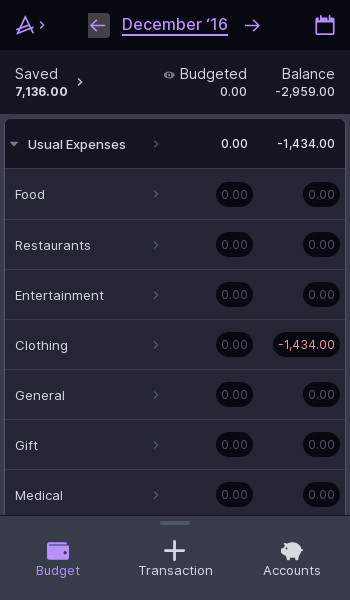 December ‘16
Saved Budgeted Balance
7,136.00 0.00 -2,959.00
Usual Expenses 0.00 -1,434.00
Food 0.00 0.00
Restaurants 0.00 0.00
Entertainment 0.00 0.00
Clothing 0.00 -1,434.00
General 0.00 0.00
Gift 0.00 0.00
Medical 0.00 0.00
Budget Transaction Accounts